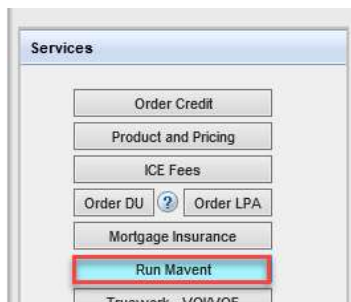 Services
Order Credit
Product and Pricing
ICE Fees
Order DU ? Order LPA
Mortgage Insurance
Run Mavent